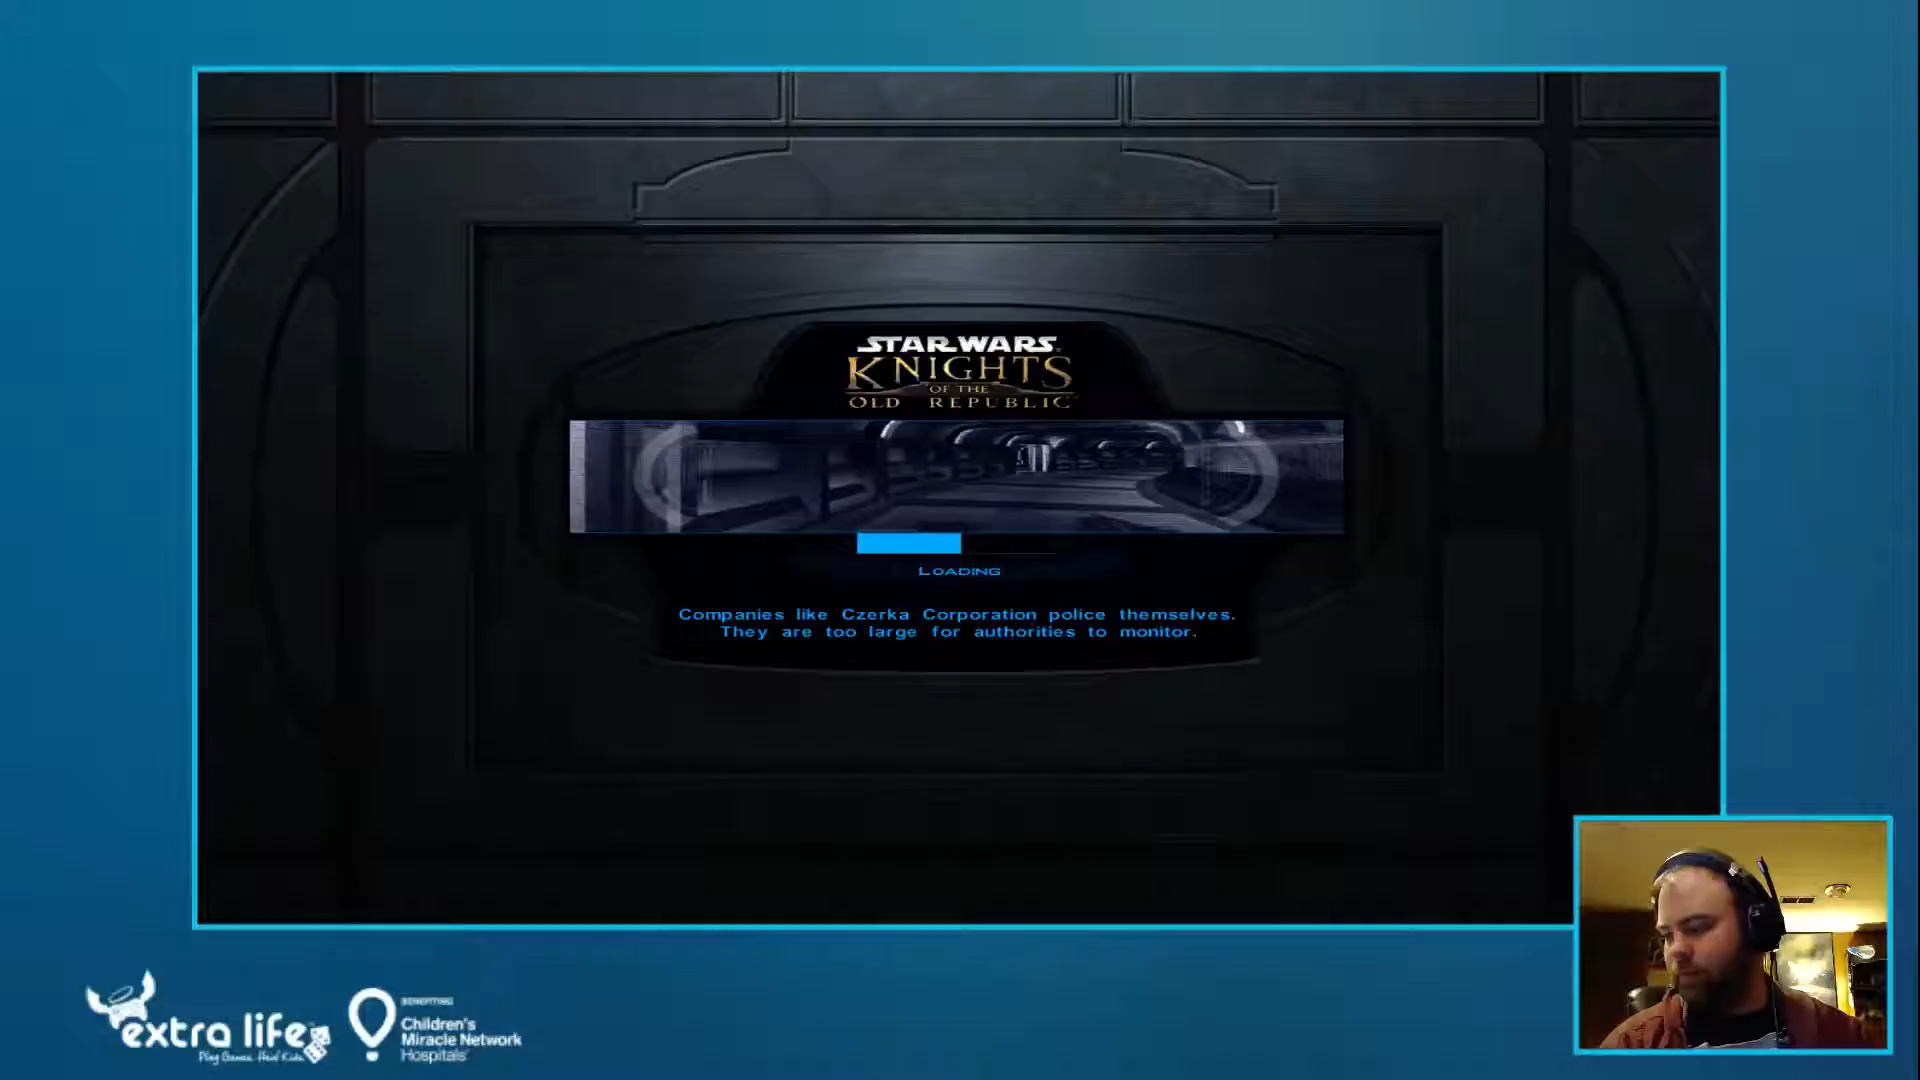 STAR WARS
KNIGHTS
OF THE
OLD REPUBLIC
LOADING
Companies like Czerka Corporation police themselves.
They are too large for authorities to monitor.
extra life
Play Games. Heal Kids.
BENEFITING
Children's
Miracle Network
Hospitals